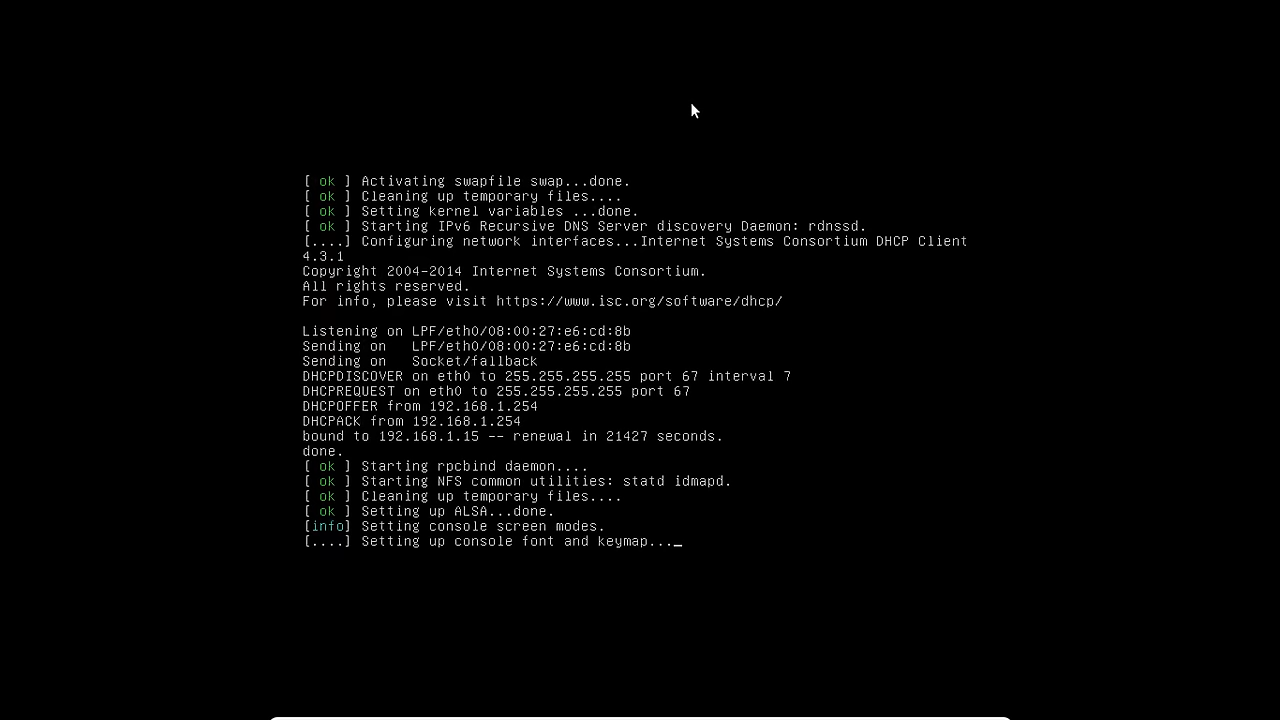 [ ok ] Activating swapfile swap...done.
[ ok ] Cleaning up temporary files....
[ ok ] Setting kernel variables ...done.
[ ok ] Starting IPv6 Recursive DNS Server discovery Daemon: rdnssd.
[....] Configuring network interfaces...Internet Systems Consortium DHCP Client
4.3.1
Copyright 2004-2014 Internet Systems Consortium.
All rights reserved.
For info, please visit https://www.isc.org/software/dhcp/
Listening on LPF/eth0/08:00:27:e6:cd:8b
Sending on   LPF/eth0/08:00:27:e6:cd:8b
Sending on   Socket/fallback
DHCPDISCOVER on eth0 to 255.255.255.255 port 67 interval 7
DHCPREQUEST on eth0 to 255.255.255.255 port 67
DHCPOFFER from 192.168.1.254
DHCPACK from 192.168.1.254
bound to 192.168.1.15 -- renewal in 21427 seconds.
done.
[ ok ] Starting rpcbind daemon....
[ ok ] Starting NFS common utilities: statd idmapd.
[ ok ] Cleaning up temporary files....
[ ok ] Setting up ALSA...done.
[info] Setting console screen modes.
[....] Setting up console font and keymap..._